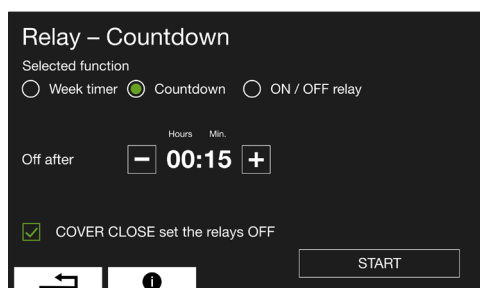 Relay – Countdown
Selected function
Week timer Countdown ON / OFF relay
Hours Min.
Off after − 00:15 +
COVER CLOSE set the relays OFF
START
i